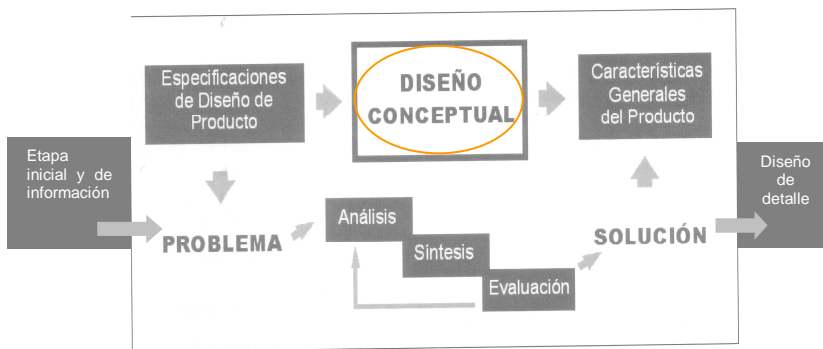 Especificaciones
de Diseño de
Producto
DISEÑO
CONCEPTUAL
Características
Generales
del Producto
Etapa
inicial y de
información
Diseño
de
detalle
PROBLEMA
Análisis
Síntesis
Evaluación
SOLUCIÓN